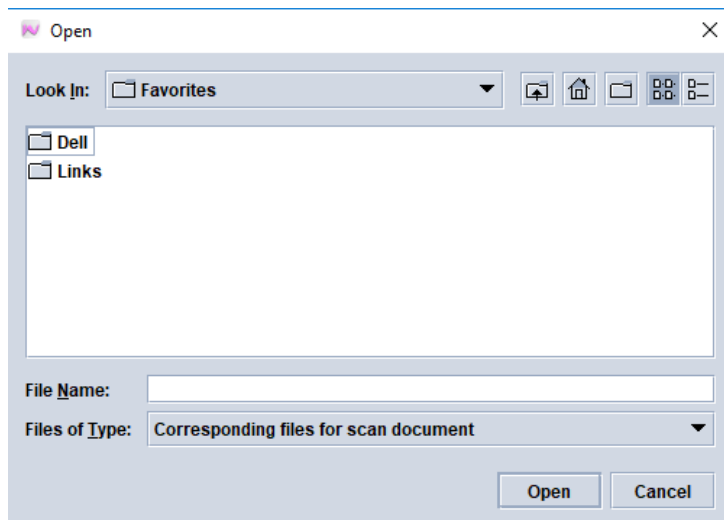 Open
Look In: Favorites
Dell
Links
File Name:
Files of Type: Corresponding files for scan document
Open Cancel